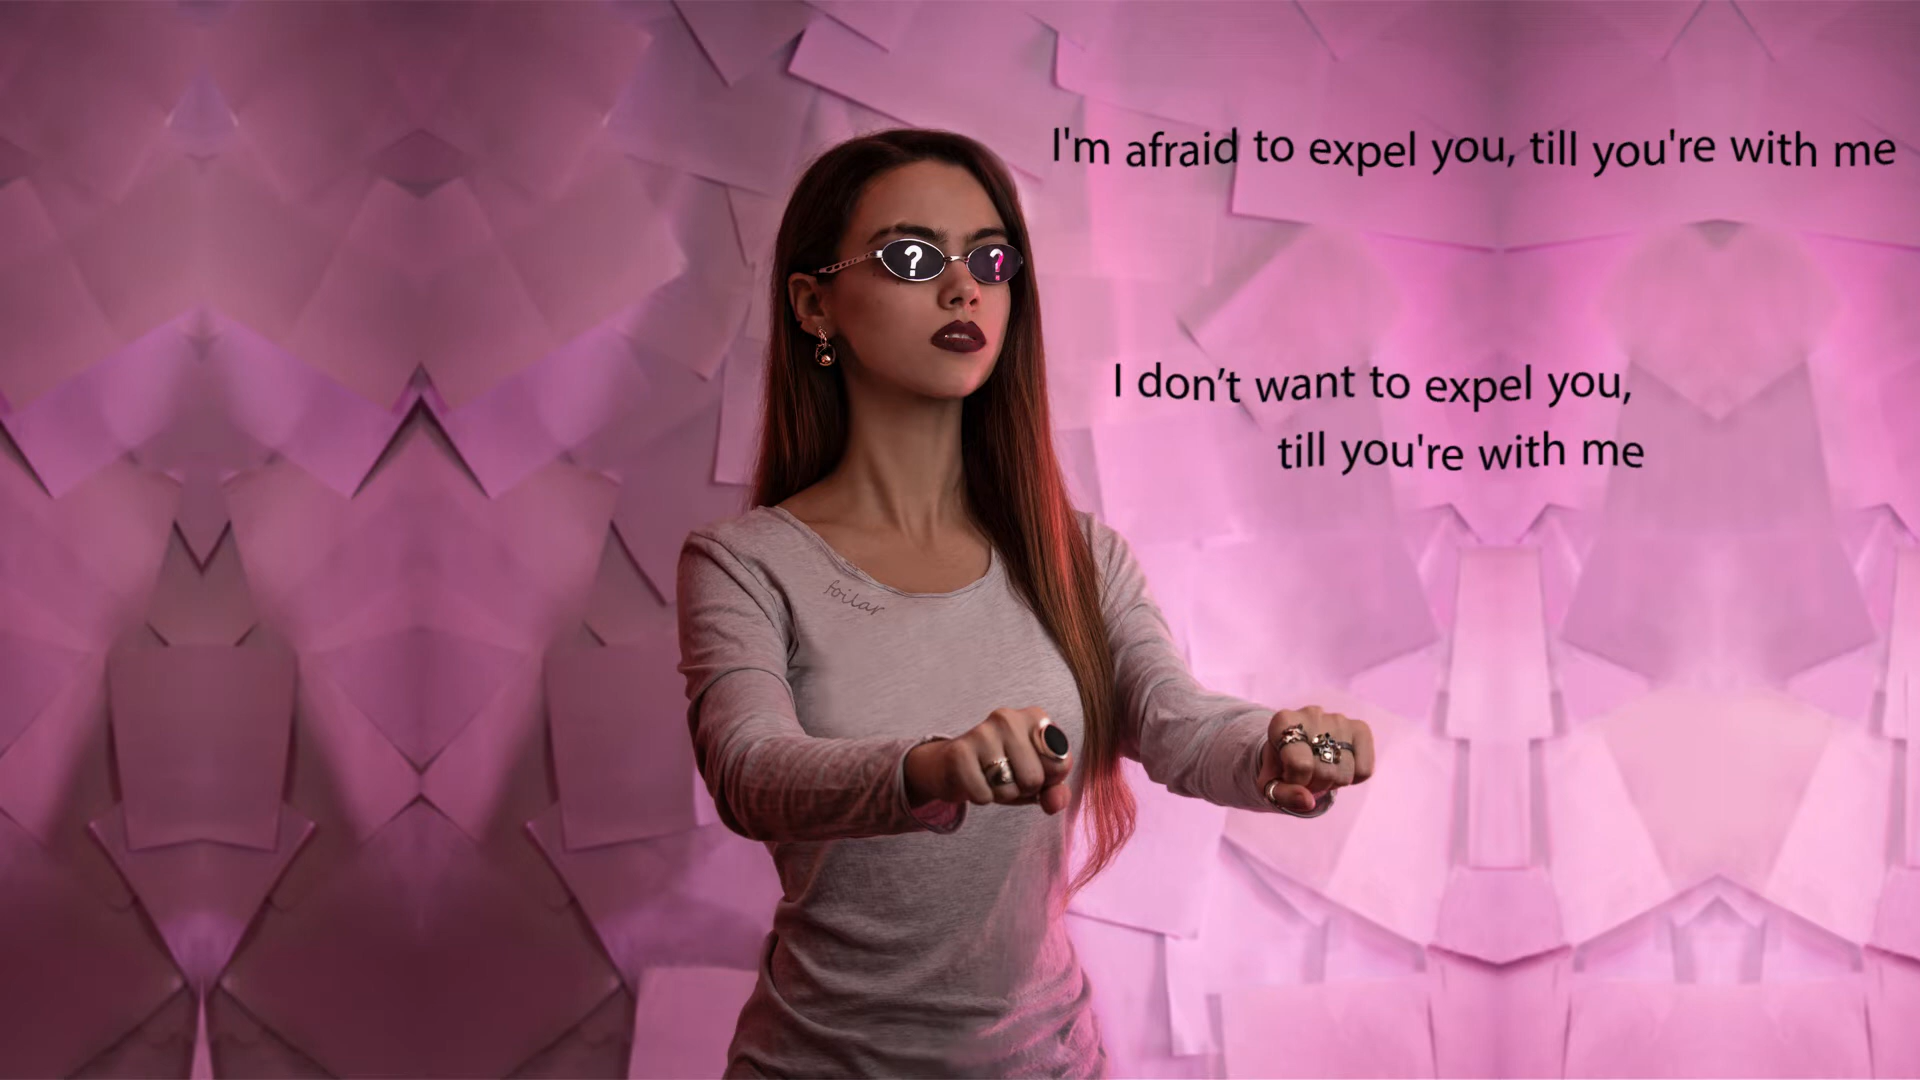 I'm afraid to expel you, till you're with me
? ?
I don’t want to expel you,
till you're with me
foilar